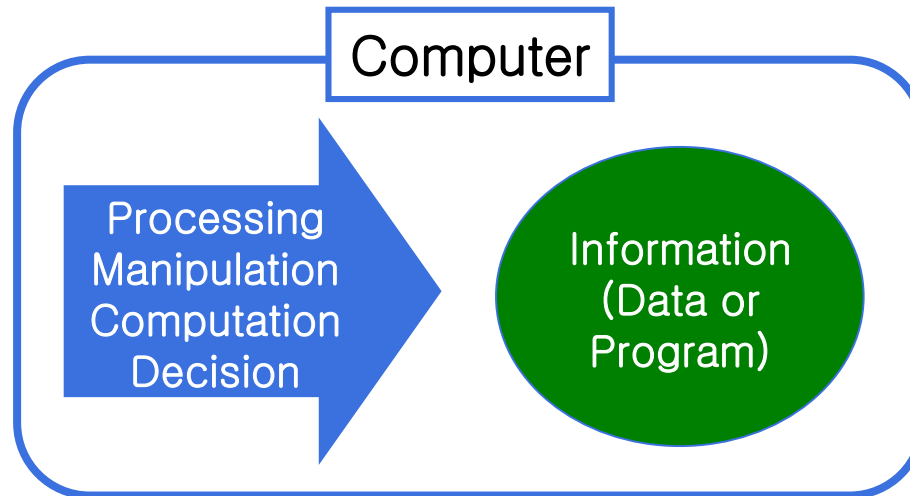 Computer
Processing
Manipulation
Computation
Decision
Information
(Data or
Program)